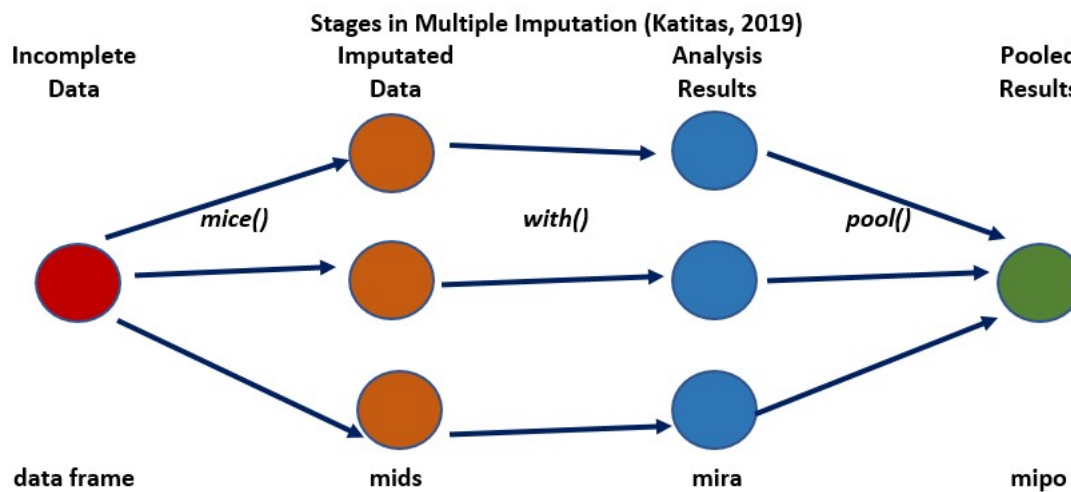 Stages in Multiple Imputation (Katitas, 2019)
Incomplete
Data
Imputated
Data
Analysis
Results
Pooled
Results
mice()
with()
pool()
data frame
mids
mira
mipo